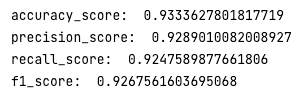 accuracy_score:  0.9333627801817719
precision_score:  0.9289010082008927
recall_score:  0.9247589877661806
f1_score:  0.9267561603695068